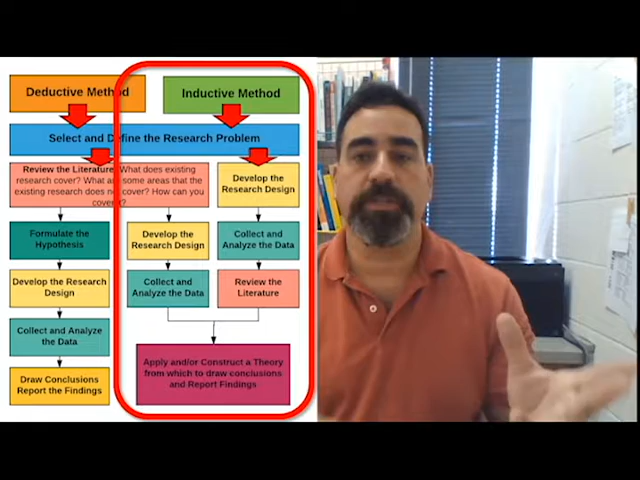 Deductive Method
Inductive Method
Select and Define the Research Problem
Review the Literature: What does existing
research cover? What are some areas that the
existing research does not cover? How can you
cover it?
Develop the
Research Design
Formulate the
Hypothesis
Develop the
Research Design
Collect and
Analyze the Data
Develop the Research
Design
Collect and
Analyze the Data
Review the
Literature
Collect and Analyze
the Data
Apply and/or Construct a Theory
from which to draw conclusions
and Report Findings
Draw Conclusions
Report the Findings